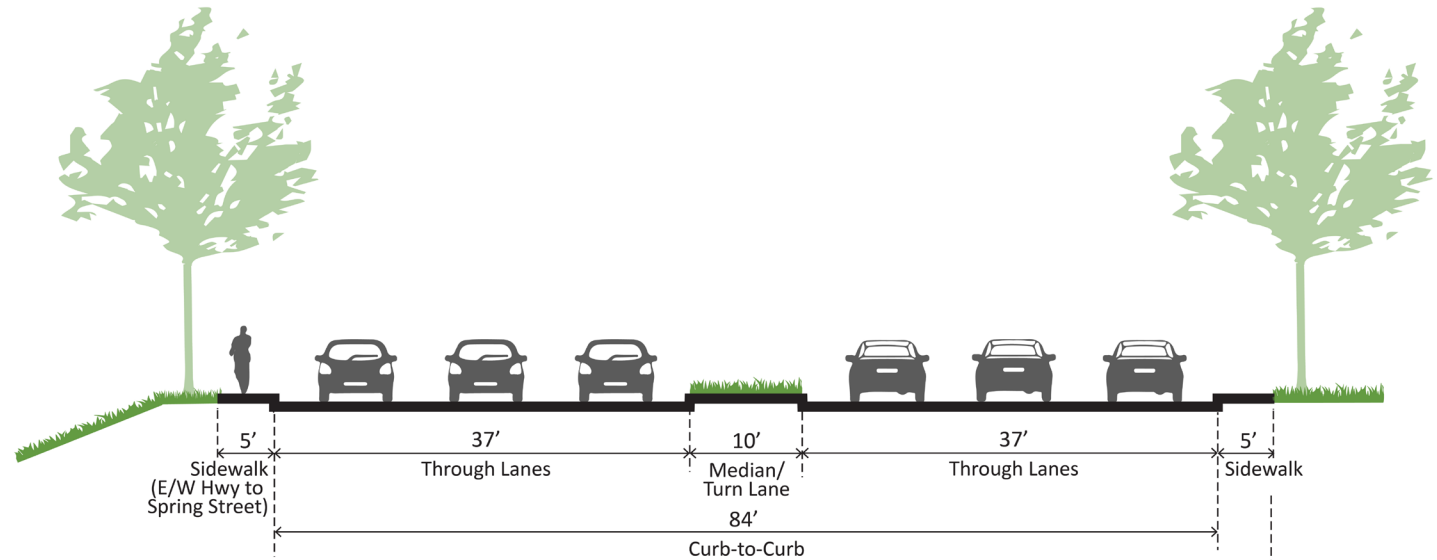 5’
37’
10’
37’
5’
Sidewalk
(E/W Hwy to
Spring Street)
Through Lanes
Median/
Turn Lane
Through Lanes
Sidewalk
84’
Curb-to-Curb